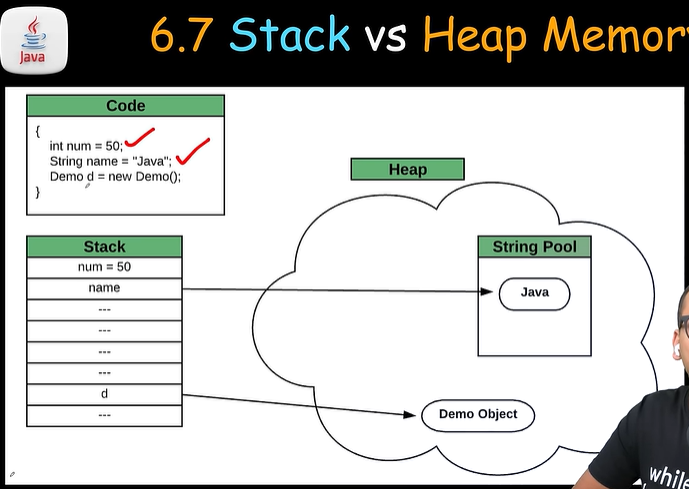 Java
6.7 Stack vs Heap Memor
Code
{
int num = 50;
String name = "Java";
Demo d = new Demo();
}
Heap
Stack
num = 50
name
---
---
---
---
d
---
String Pool
Java
Demo Object
while